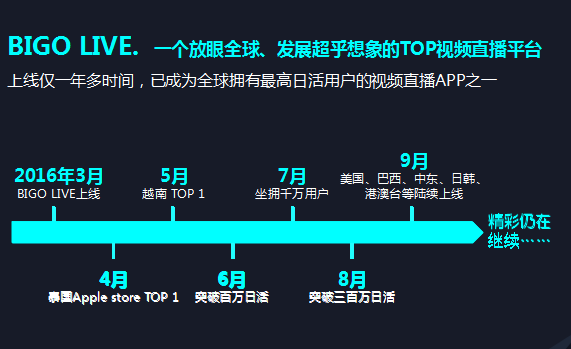 BIGO LIVE. 一个放眼全球、发展超乎想象的TOP视频直播平台
上线仅一年多时间，已成为全球拥有最高日活用户的视频直播APP之一
2016年3月
BIGO LIVE上线
5月
越南 TOP 1
7月
坐拥千万用户
9月
美国、巴西、中东、日韩、
港澳台等陆续上线
精彩仍在
继续……
4月
泰国Apple store TOP 1
6月
突破百万日活
8月
突破三百万日活